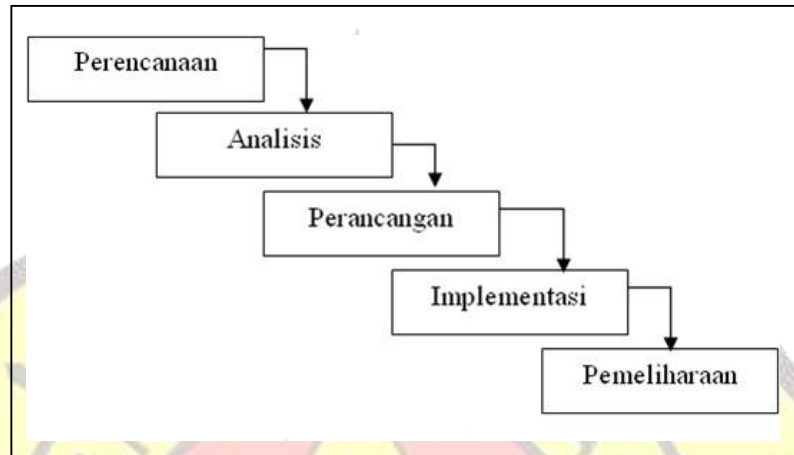 Perencanaan
Analisis
Perancangan
Implementasi
Pemeliharaan